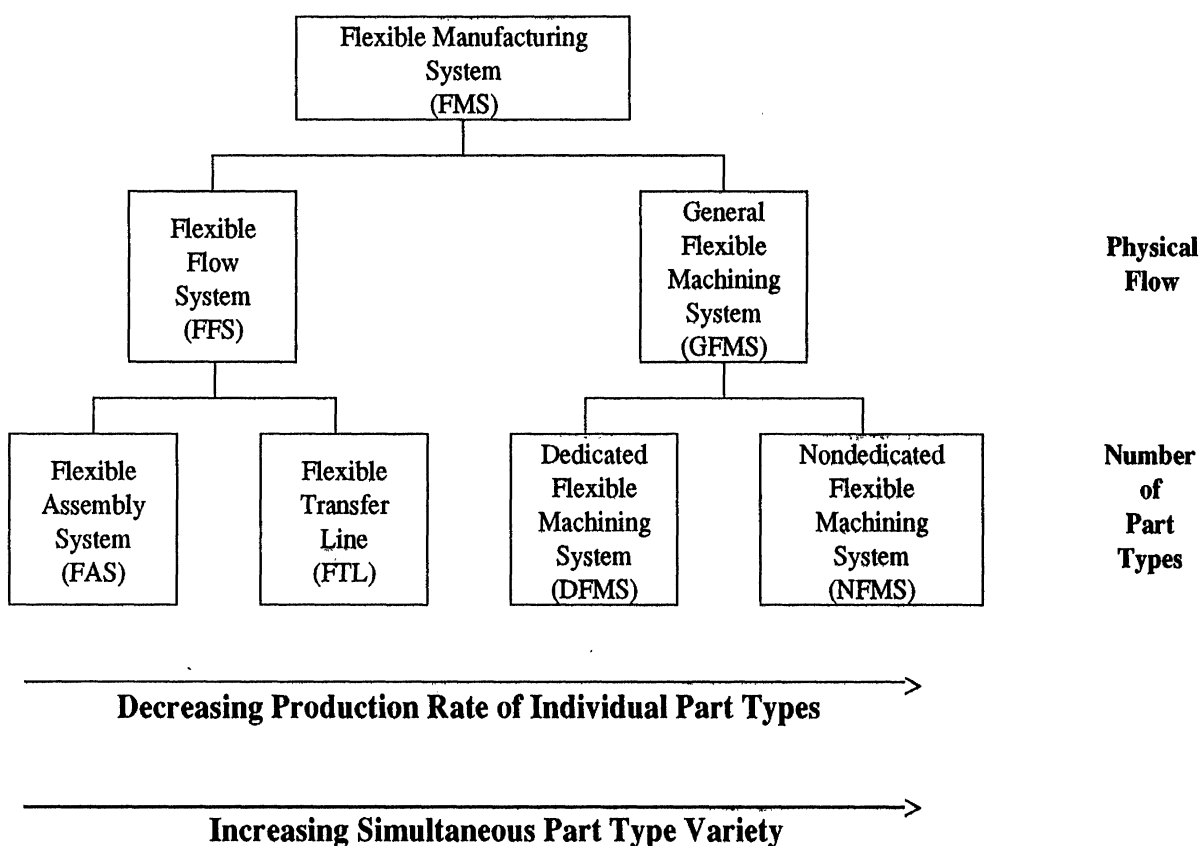 Flexible Manufacturing
System
(FMS)
Flexible
Flow
System
(FFS)
General
Flexible
Machining
System
(GFMS)
Physical
Flow
Flexible
Assembly
System
(FAS)
Flexible
Transfer
Line
(FTL)
Dedicated
Flexible
Machining
System
(DFMS)
Nondedicated
Flexible
Machining
System
(NFMS)
Number
of
Part
Types
Decreasing Production Rate of Individual Part Types
Increasing Simultaneous Part Type Variety